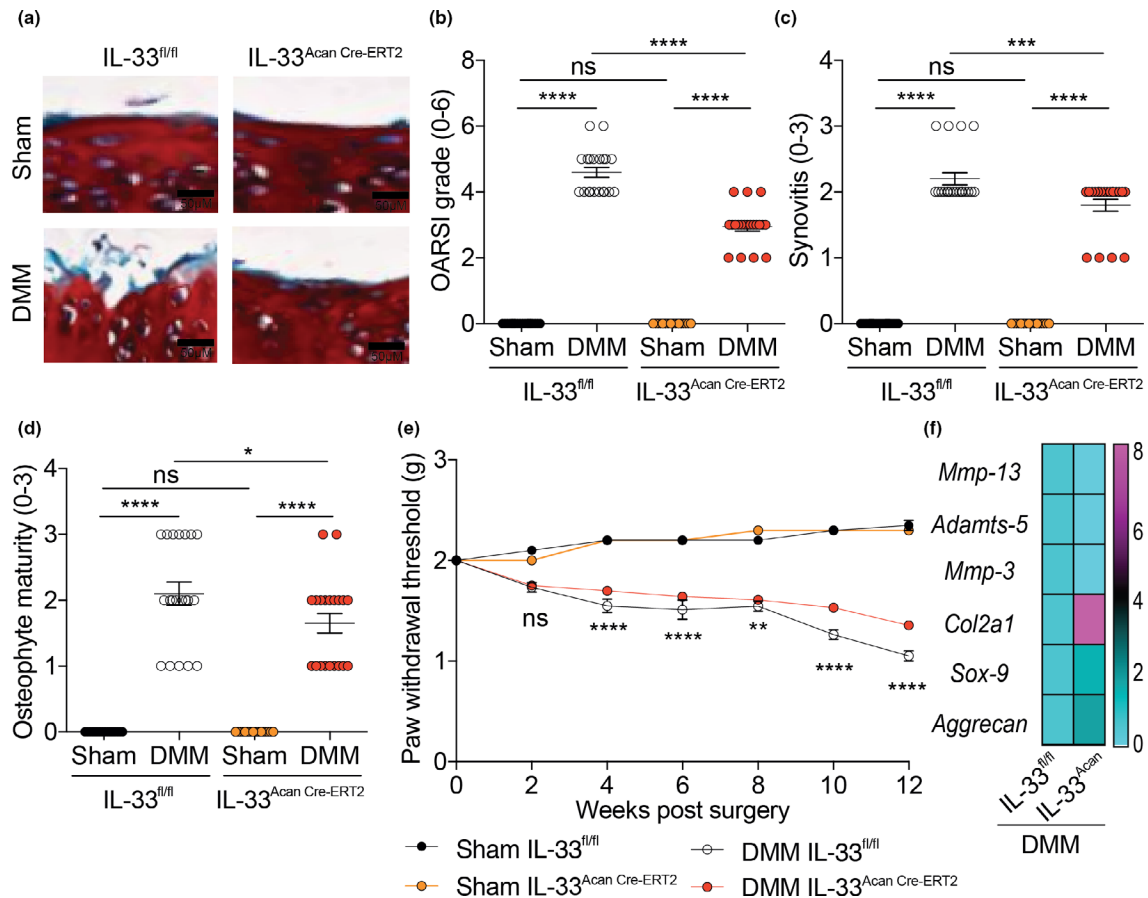 (a)
IL-33fl/fl
IL-33Acan Cre-ERT2
Sham
50μM
50μM
DMM
50μM
50μM
(b)
****
ns
****
****
OARSI grade (0-6)
8
6
4
2
0
Sham DMM Sham DMM
IL-33fl/fl
IL-33Acan Cre-ERT2
(c)
***
ns
****
****
Synovitis (0-3)
4
3
2
1
0
Sham DMM Sham DMM
IL-33fl/fl
IL-33Acan Cre-ERT2
(d)
*
ns
****
****
Osteophyte maturity (0-3)
4
3
2
1
0
Sham DMM Sham DMM
IL-33fl/fl
IL-33Acan Cre-ERT2
(e)
Paw withdrawal threshold (g)
3
2
1
0
ns
****
****
**
****
****
0 2 4 6 8 10 12
Weeks post surgery
Sham IL-33fl/fl
DMM IL-33fl/fl
Sham IL-33Acan Cre-ERT2
DMM IL-33Acan Cre-ERT2
(f)
Mmp-13
Adamts-5
Mmp-3
Col2a1
Sox-9
Aggrecan
8
6
4
2
0
IL-33fl/fl
IL-33Acan
DMM